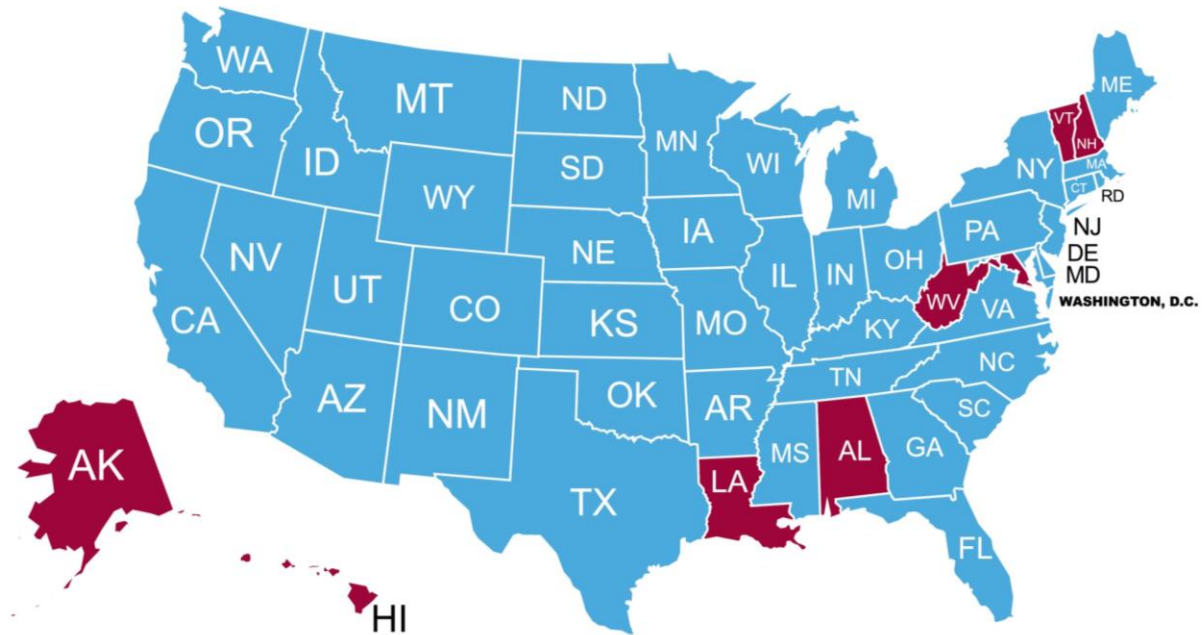 WA
MT
ND
MN
ME
OR
ID
SD
WI
VT
NH
WY
MI
NY
MA
CT
RD
NV
NE
IA
PA
NJ
UT
CO
IL
IN
OH
DE
MD
CA
KS
MO
WV
VA
WASHINGTON, D.C.
KY
AZ
NM
OK
AR
TN
NC
SC
AK
TX
LA
MS
AL
GA
FL
HI